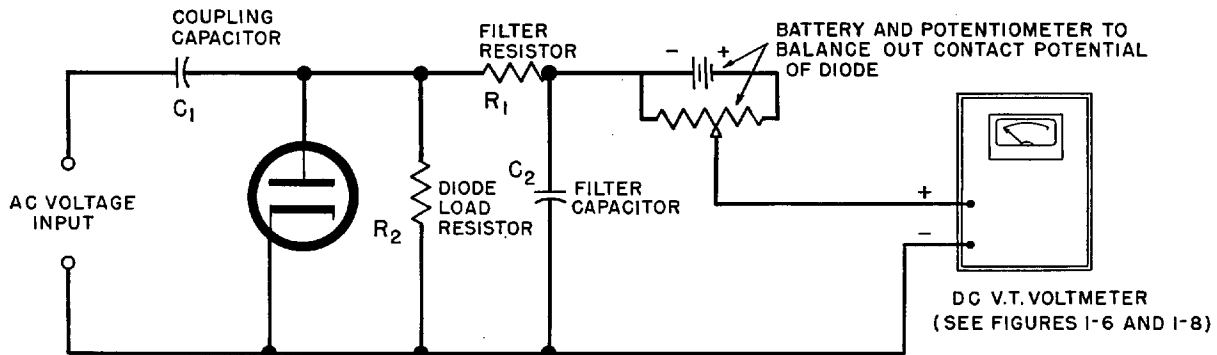 COUPLING
CAPACITOR
C1
AC VOLTAGE
INPUT
FILTER
RESISTOR
R1
R2
DIODE
LOAD
RESISTOR
C2
FILTER
CAPACITOR
- +
BATTERY AND POTENTIOMETER TO
BALANCE OUT CONTACT POTENTIAL
OF DIODE
+
-
DC V.T. VOLTMETER
(SEE FIGURES 1-6 AND 1-8)